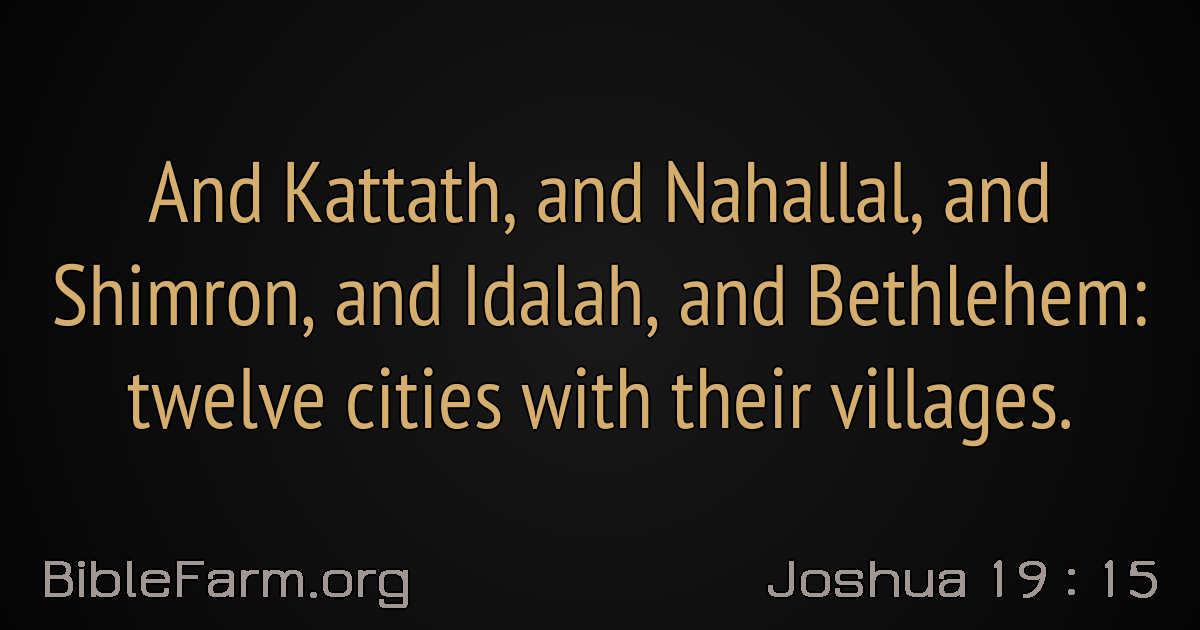 And Kattath, and Nahallal, and
Shimron, and Idalah, and Bethlehem:
twelve cities with their villages.
BibleFarm.org
Joshua 19 : 15